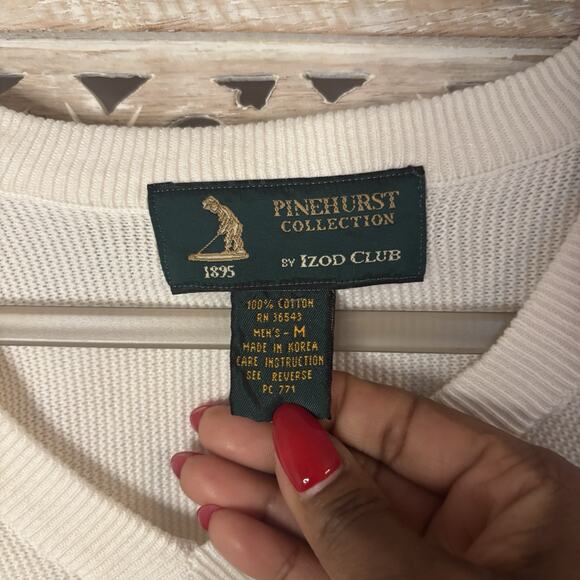 PINEHURST
COLLECTION
1895
BY IZOD CLUB
100% COTTON
RN 36543
MEN'S - M
MADE IN KOREA
CARE INSTRUCTION
SEE REVERSE
PC 771